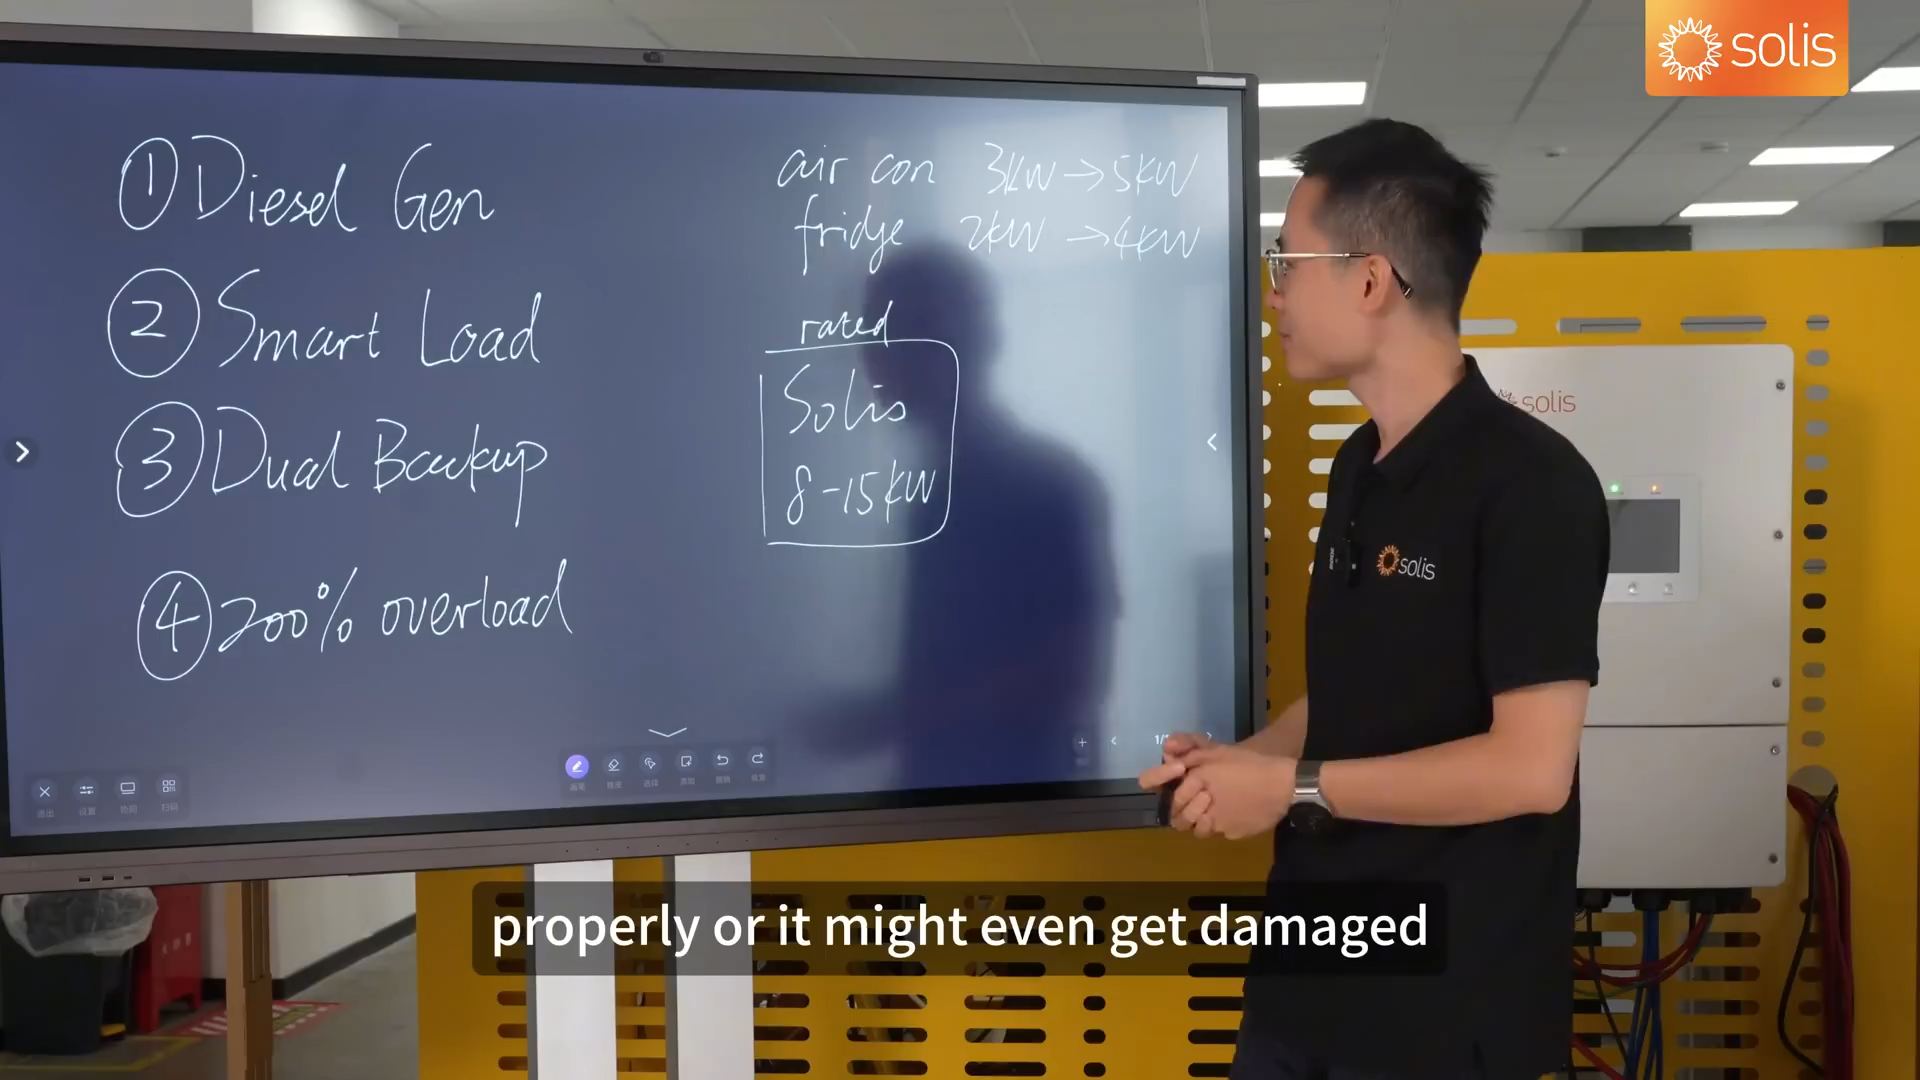 solis
① Diesel Gen
② Smart Load
③ Dual Backup
④ 200% overload
air con 3kW → 5kW
fridge 2kW → 4kW
rated
Solis
8-15kW
solis
solis
properly or it might even get damaged